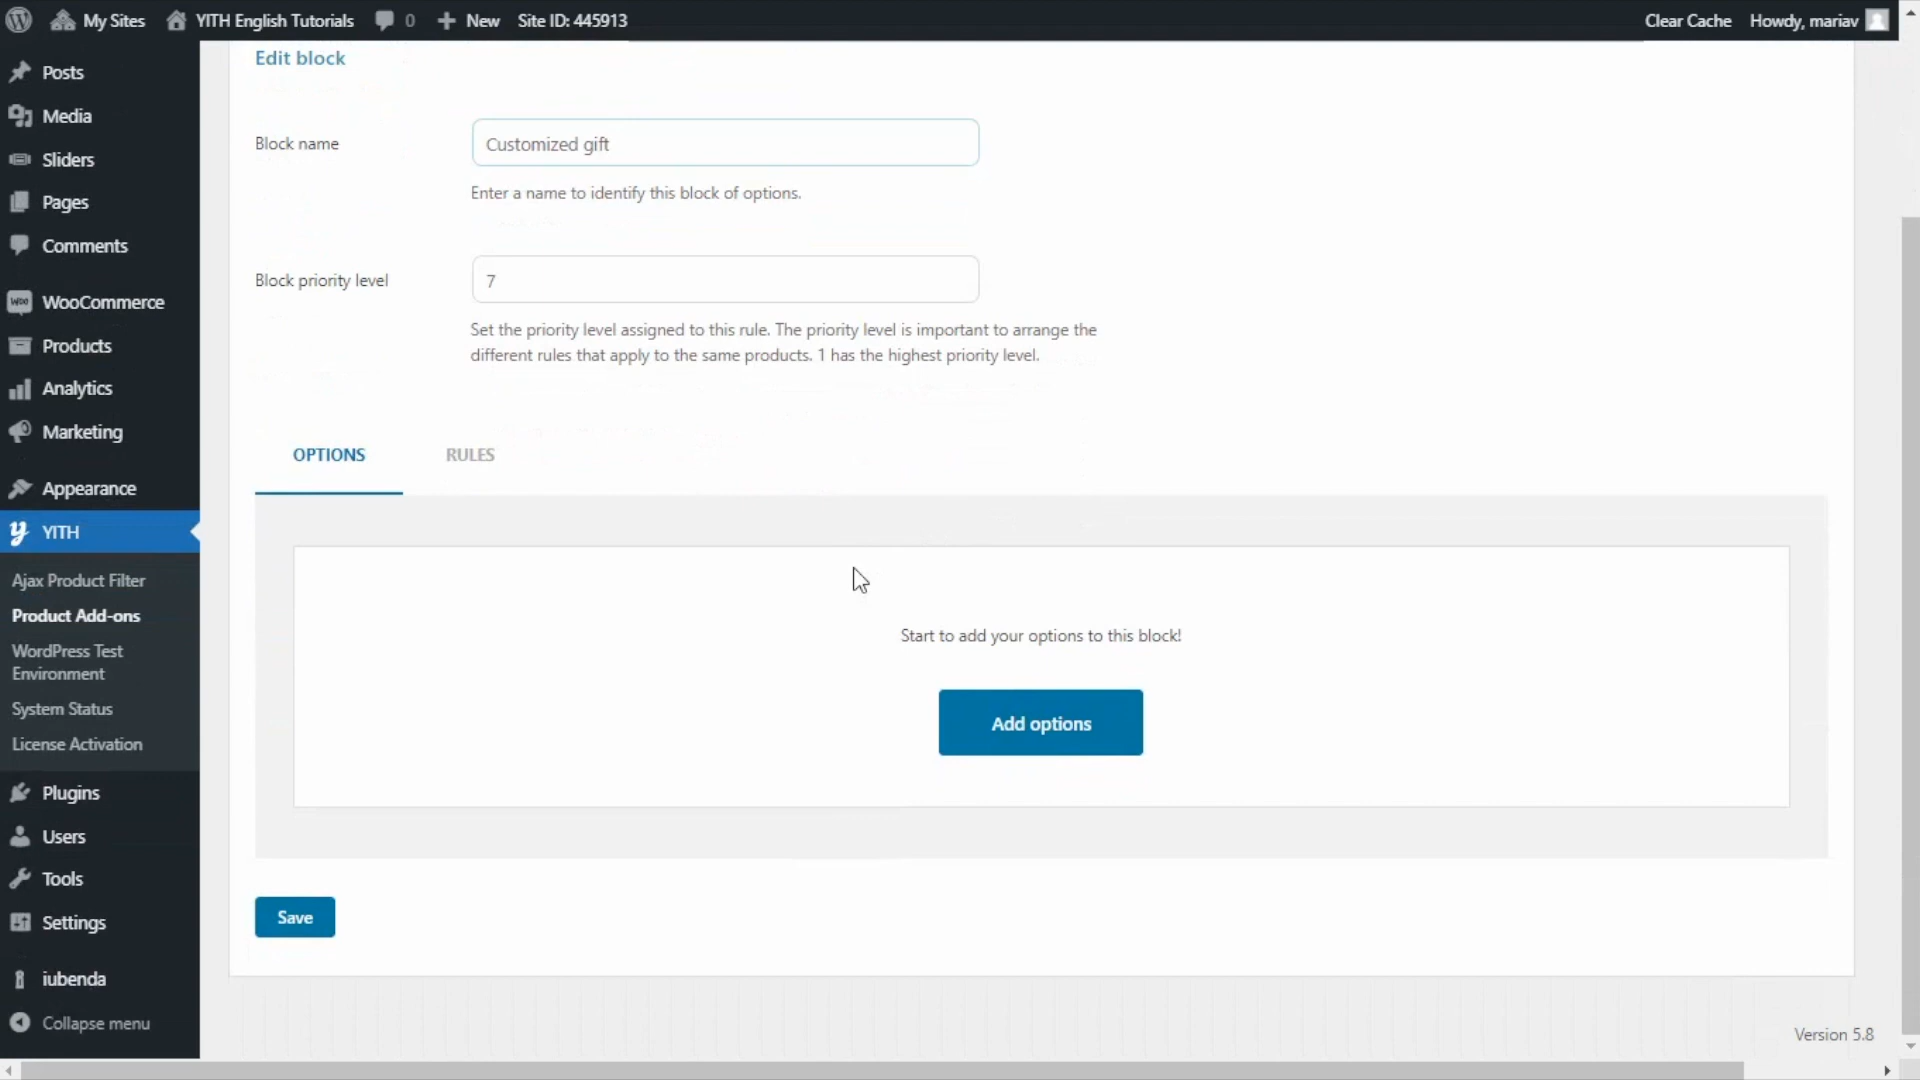 My Sites YITH English Tutorials 0 New Site ID: 445913 Clear Cache Howdy, mariav
Posts
Media
Sliders
Pages
Comments
WooCommerce
Products
Analytics
Marketing
Appearance
YITH
Ajax Product Filter
Product Add-ons
WordPress Test
Environment
System Status
License Activation
Plugins
Users
Tools
Settings
iubenda
Collapse menu
Edit block
Block name
Customized gift
Enter a name to identify this block of options.
Block priority level
7
Set the priority level assigned to this rule. The priority level is important to arrange the
different rules that apply to the same products. 1 has the highest priority level.
OPTIONS RULES
Start to add your options to this block!
Add options
Save
Version 5.8